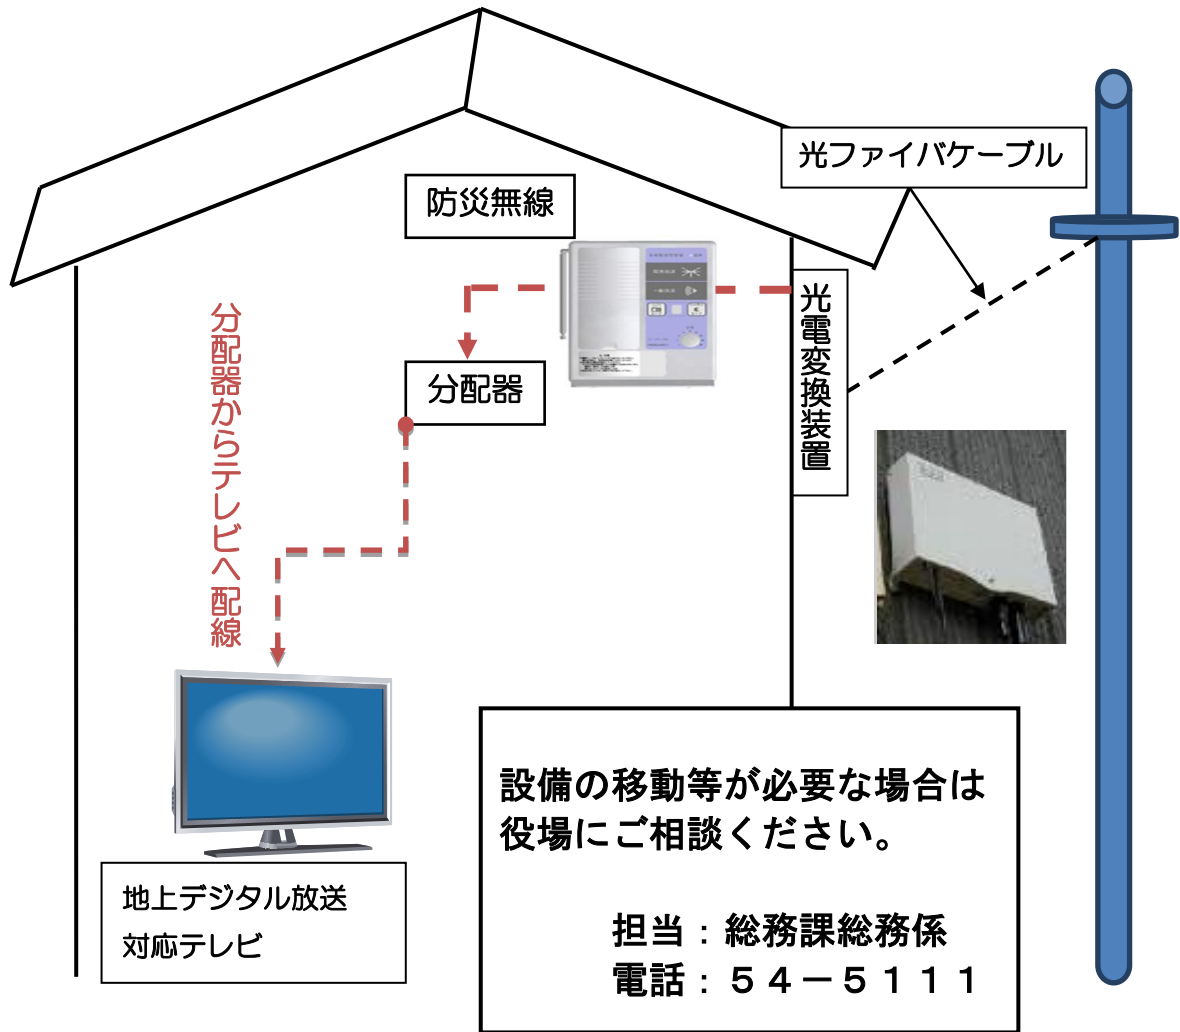 光ファイバケーブル
防災無線
光電変換装置
分配器
分配器からテレビへ配線
地上デジタル放送
対応テレビ
設備の移動等が必要な場合は
役場にご相談ください。
担当：総務課総務係
電話：５４－５１１１